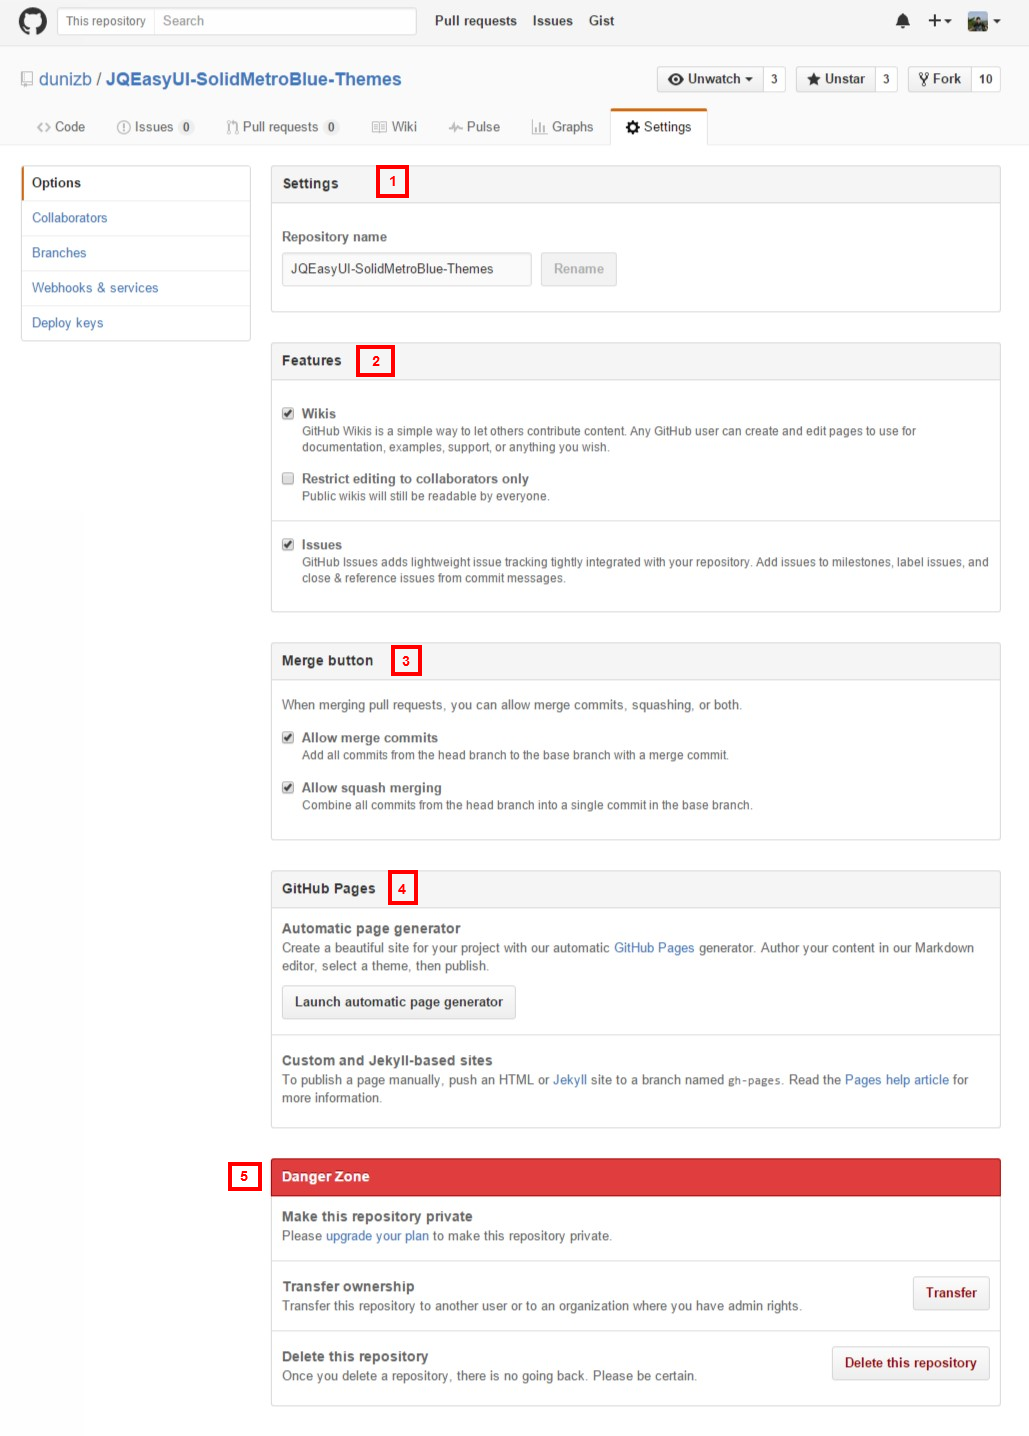 This repository Search Pull requests Issues Gist
dunizb / JQEasyUI-SolidMetroBlue-Themes Unwatch 3 Unstar 3 Fork 10
Code Issues 0 Pull requests 0 Wiki Pulse Graphs Settings
Options
Collaborators
Branches
Webhooks & services
Deploy keys
Settings 1
Repository name
JQEasyUI-SolidMetroBlue-Themes Rename
Features 2
Wikis
GitHub Wikis is a simple way to let others contribute content. Any GitHub user can create and edit pages to use for
documentation, examples, support, or anything you wish.
Restrict editing to collaborators only
Public wikis will still be readable by everyone.
Issues
GitHub Issues adds lightweight issue tracking tightly integrated with your repository. Add issues to milestones, label issues, and
close & reference issues from commit messages.
Merge button 3
When merging pull requests, you can allow merge commits, squashing, or both.
Allow merge commits
Add all commits from the head branch to the base branch with a merge commit.
Allow squash merging
Combine all commits from the head branch into a single commit in the base branch.
GitHub Pages 4
Automatic page generator
Create a beautiful site for your project with our automatic GitHub Pages generator. Author your content in our Markdown
editor, select a theme, then publish.
Launch automatic page generator
Custom and Jekyll-based sites
To publish a page manually, push an HTML or Jekyll site to a branch named gh-pages. Read the Pages help article for
more information.
5 Danger Zone
Make this repository private
Please upgrade your plan to make this repository private.
Transfer ownership
Transfer this repository to another user or to an organization where you have admin rights.
Transfer
Delete this repository
Once you delete a repository, there is no going back. Please be certain.
Delete this repository